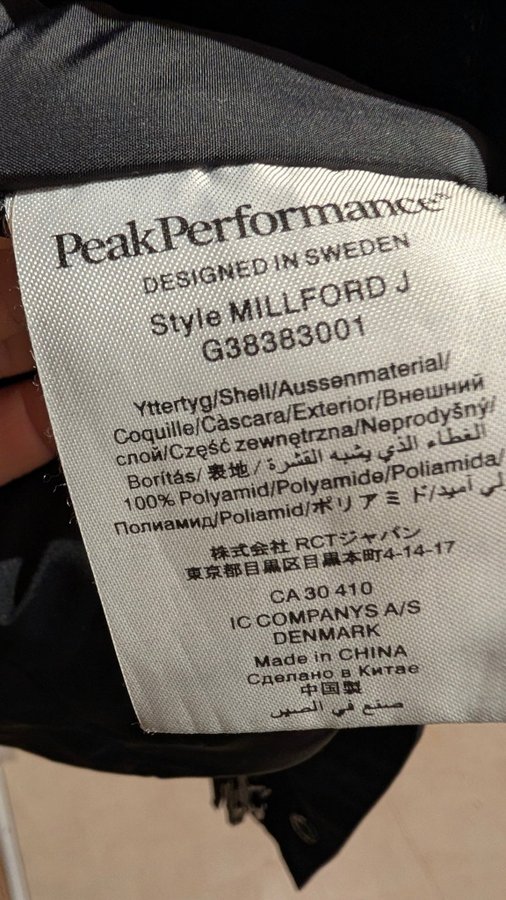 PeakPerformance™
DESIGNED IN SWEDEN
Style MILLFORD J
G38383001
Yttertyg/Shell/Aussenmaterial/
Coquille/Càscara/Exterior/Внешний
слой/Część zewnętrzna/Neprodyšný/
Borítás/表地/الغطاء الذي يشبه القشرة/
100% Polyamid/Polyamide/Poliamida/
Полиамид/Poliamid/ポリアミド/لي أميد
株式会社 RCTジャパン
東京都目黒区目黒本町4-14-17
CA 30 410
IC COMPANYS A/S
DENMARK
Made in CHINA
Сделано в Китае
中国製
صنع في الصين